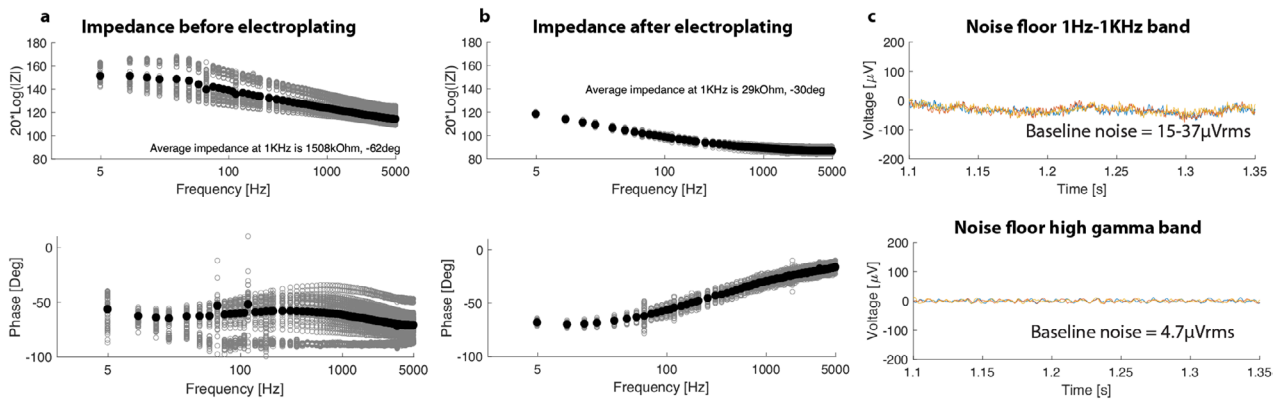 a
Impedance before electroplating
180
160
140
120
100
80
20*Log(|Z|)
Average impedance at 1KHz is 1508kOhm, -62deg
5
100
1000
5000
Frequency [Hz]
0
-50
-100
Phase [Deg]
5
100
1000
5000
Frequency [Hz]
b
Impedance after electroplating
180
160
140
120
100
80
20*Log(|Z|)
Average impedance at 1KHz is 29kOhm, -30deg
5
100
1000
5000
Frequency [Hz]
0
-50
-100
Phase [Deg]
5
100
1000
5000
Frequency [Hz]
c
Noise floor 1Hz-1KHz band
200
100
0
-100
-200
Voltage [µV]
Baseline noise = 15-37µVrms
1.1
1.15
1.2
1.25
1.3
1.35
Time [s]
Noise floor high gamma band
200
100
0
-100
-200
Voltage [µV]
Baseline noise = 4.7µVrms
1.1
1.15
1.2
1.25
1.3
1.35
Time [s]